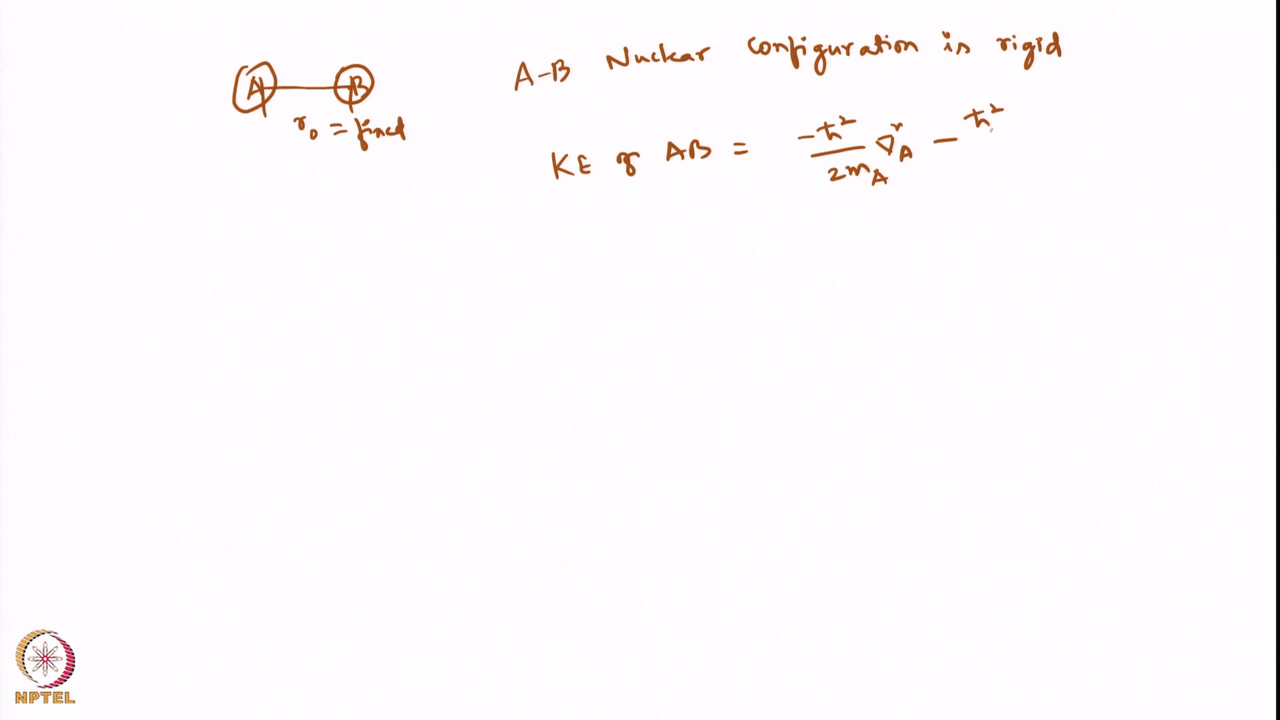 A B
A-B Nuclear configuration is rigid
r₀ = fixed
KE of AB = -ħ²/2m_A ∇²_A - ħ²
NPTEL